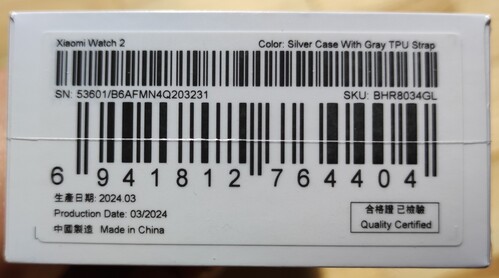 Xiaomi Watch 2 Color: Silver Case With Gray TPU Strap
SN: 53601/B6AFMN4Q203231 SKU: BHR8034GL
6 941812 764404
生產日期: 2024.03
Production Date: 03/2024
中國製造 Made in China
合格證 已檢驗
Quality Certified